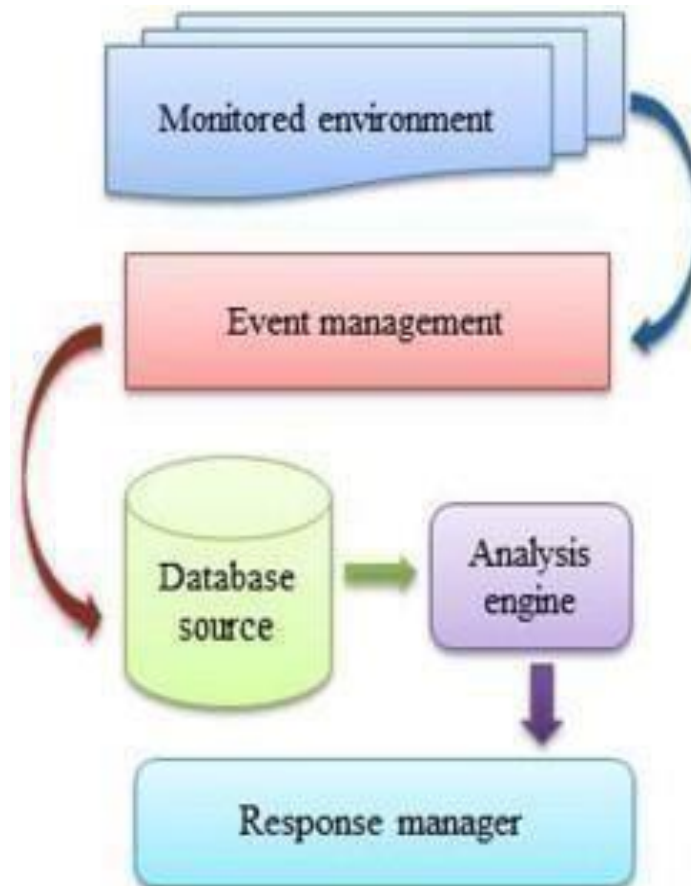 Monitored environment
Event management
Database
source
Analysis
engine
Response manager